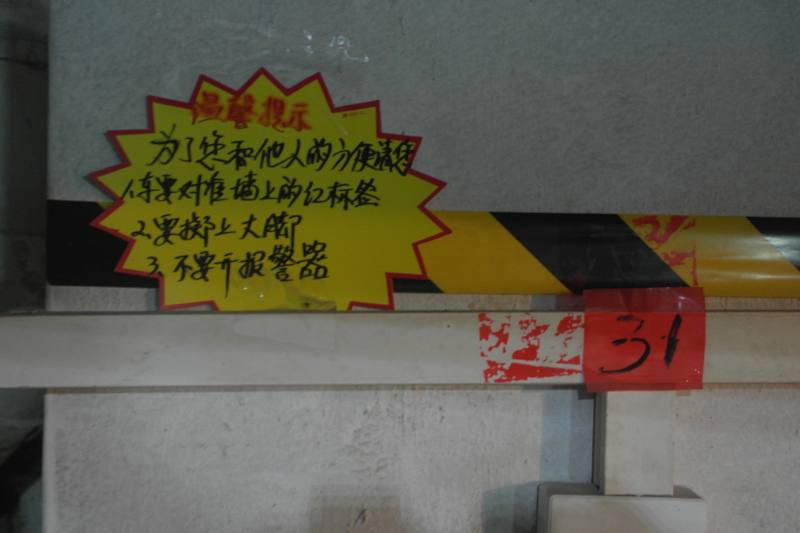 温馨提示
为了您和他人的方便请您
1.车要对准墙上的红标签
2.要掷上大脚
3.不要开报警器
31